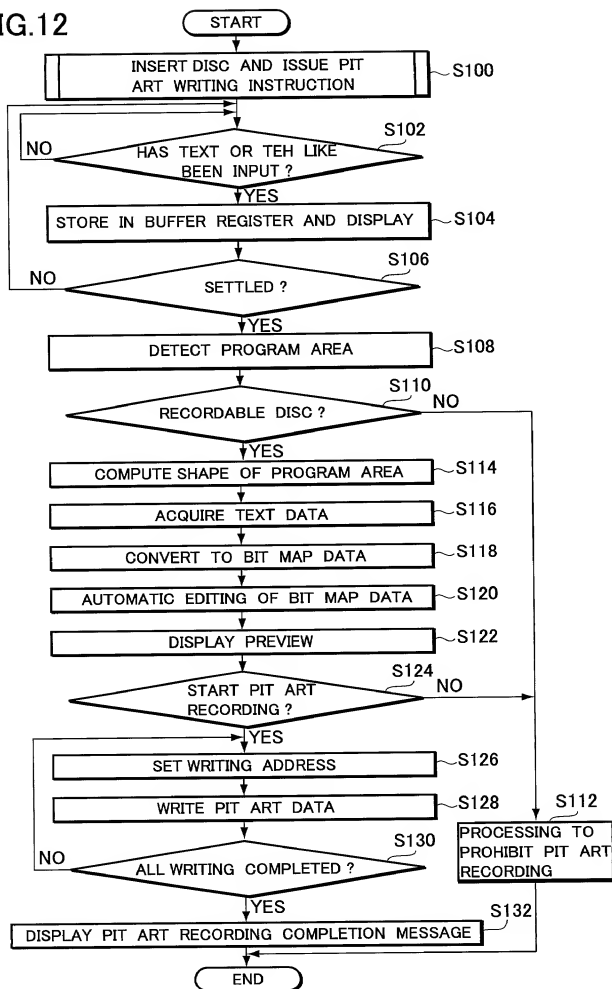 FIG.12
START
INSERT DISC AND ISSUE PIT
ART WRITING INSTRUCTION
S100
S102
NO
HAS TEXT OR TEH LIKE
BEEN INPUT ?
YES
STORE IN BUFFER REGISTER AND DISPLAY
S104
S106
NO
SETTLED ?
YES
DETECT PROGRAM AREA
S108
S110
NO
RECORDABLE DISC ?
YES
COMPUTE SHAPE OF PROGRAM AREA
S114
ACQUIRE TEXT DATA
S116
CONVERT TO BIT MAP DATA
S118
AUTOMATIC EDITING OF BIT MAP DATA
S120
DISPLAY PREVIEW
S122
S124
START PIT ART
RECORDING ?
NO
YES
SET WRITING ADDRESS
S126
WRITE PIT ART DATA
S128
S112
PROCESSING TO
PROHIBIT PIT ART
RECORDING
S130
NO
ALL WRITING COMPLETED ?
YES
S132
DISPLAY PIT ART RECORDING COMPLETION MESSAGE
END